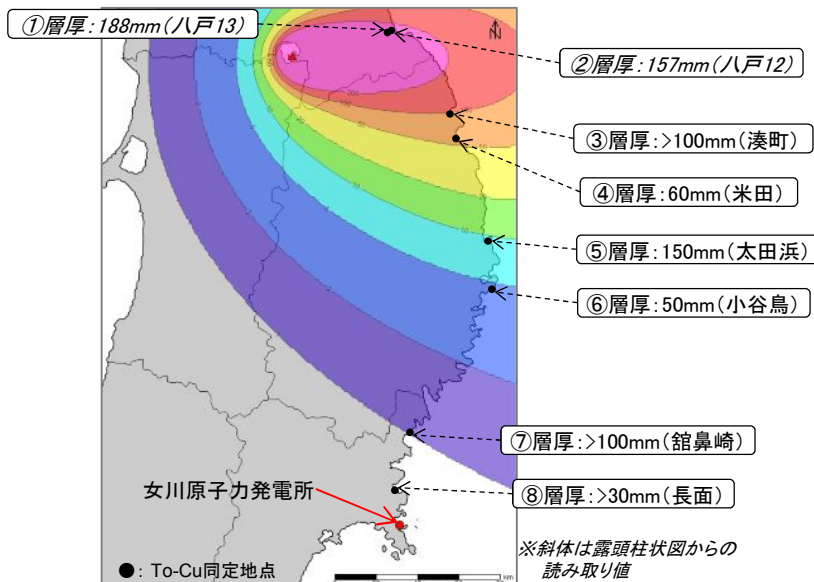 ①層厚:188mm(八戸13)
N
②層厚:157mm(八戸12)
③層厚:>100mm(湊町)
④層厚:60mm(米田)
⑤層厚:150mm(太田浜)
⑥層厚:50mm(小谷鳥)
⑦層厚:>100mm(舘鼻崎)
女川原子力発電所
⑧層厚:>30mm(長面)
※斜体は露頭柱状図からの
読み取り値
●: To-Cu同定地点
km